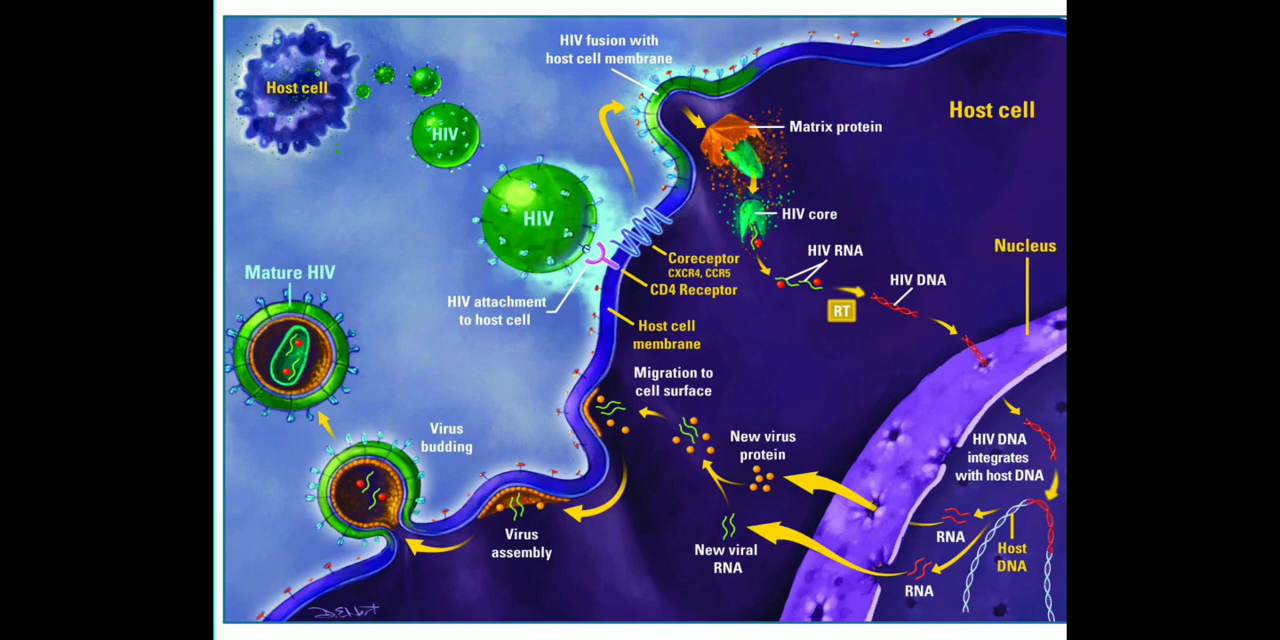 HIV fusion with
host cell membrane
Host cell
HIV
Host cell
Matrix protein
HIV
HIV core
Nucleus
HIV RNA
Coreceptor
CXCR4, CCR5
CD4 Receptor
HIV DNA
Mature HIV
HIV attachment
to host cell
RT
Host cell
membrane
Migration to
cell surface
Virus
budding
New virus
protein
HIV DNA
integrates
with host DNA
Virus
assembly
New viral
RNA
RNA
Host
DNA
RNA